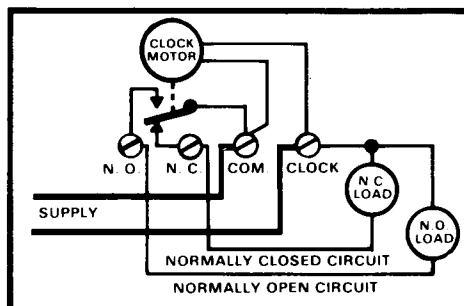 CLOCK
MOTOR
N. O. N. C. COM. CLOCK
N.C
LOAD
SUPPLY
N.O.
LOAD
NORMALLY CLOSED CIRCUIT
NORMALLY OPEN CIRCUIT